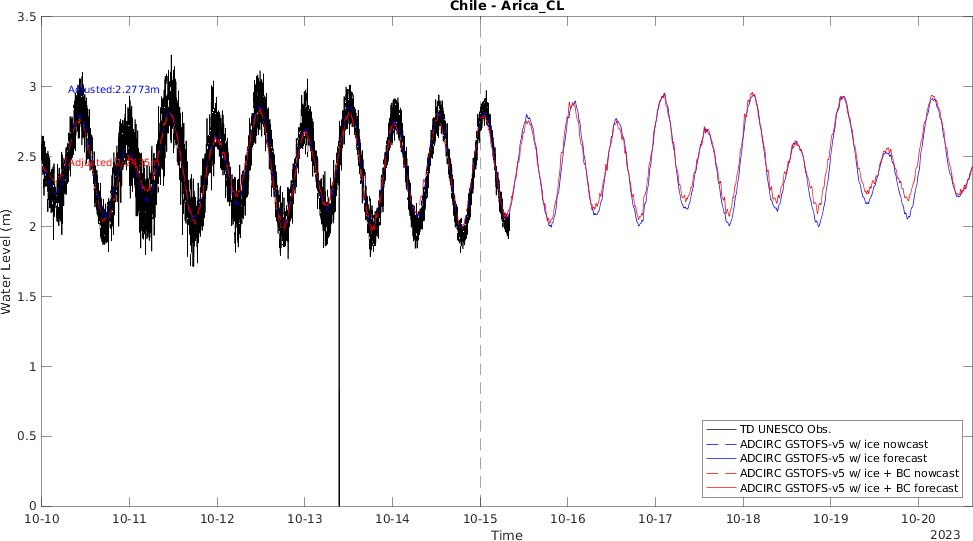 Chile - Arica_CL
3.5
3
2.5
2
1.5
1
0.5
0
Water Level (m)
Adjusted:2.2773m
10-10
10-11
10-12
10-13
10-14
10-15
10-16
10-17
10-18
10-19
10-20
Time
2023
TD UNESCO Obs.
ADCIRC GSTOFS-v5 w/ ice nowcast
ADCIRC GSTOFS-v5 w/ ice forecast
ADCIRC GSTOFS-v5 w/ ice + BC nowcast
ADCIRC GSTOFS-v5 w/ ice + BC forecast